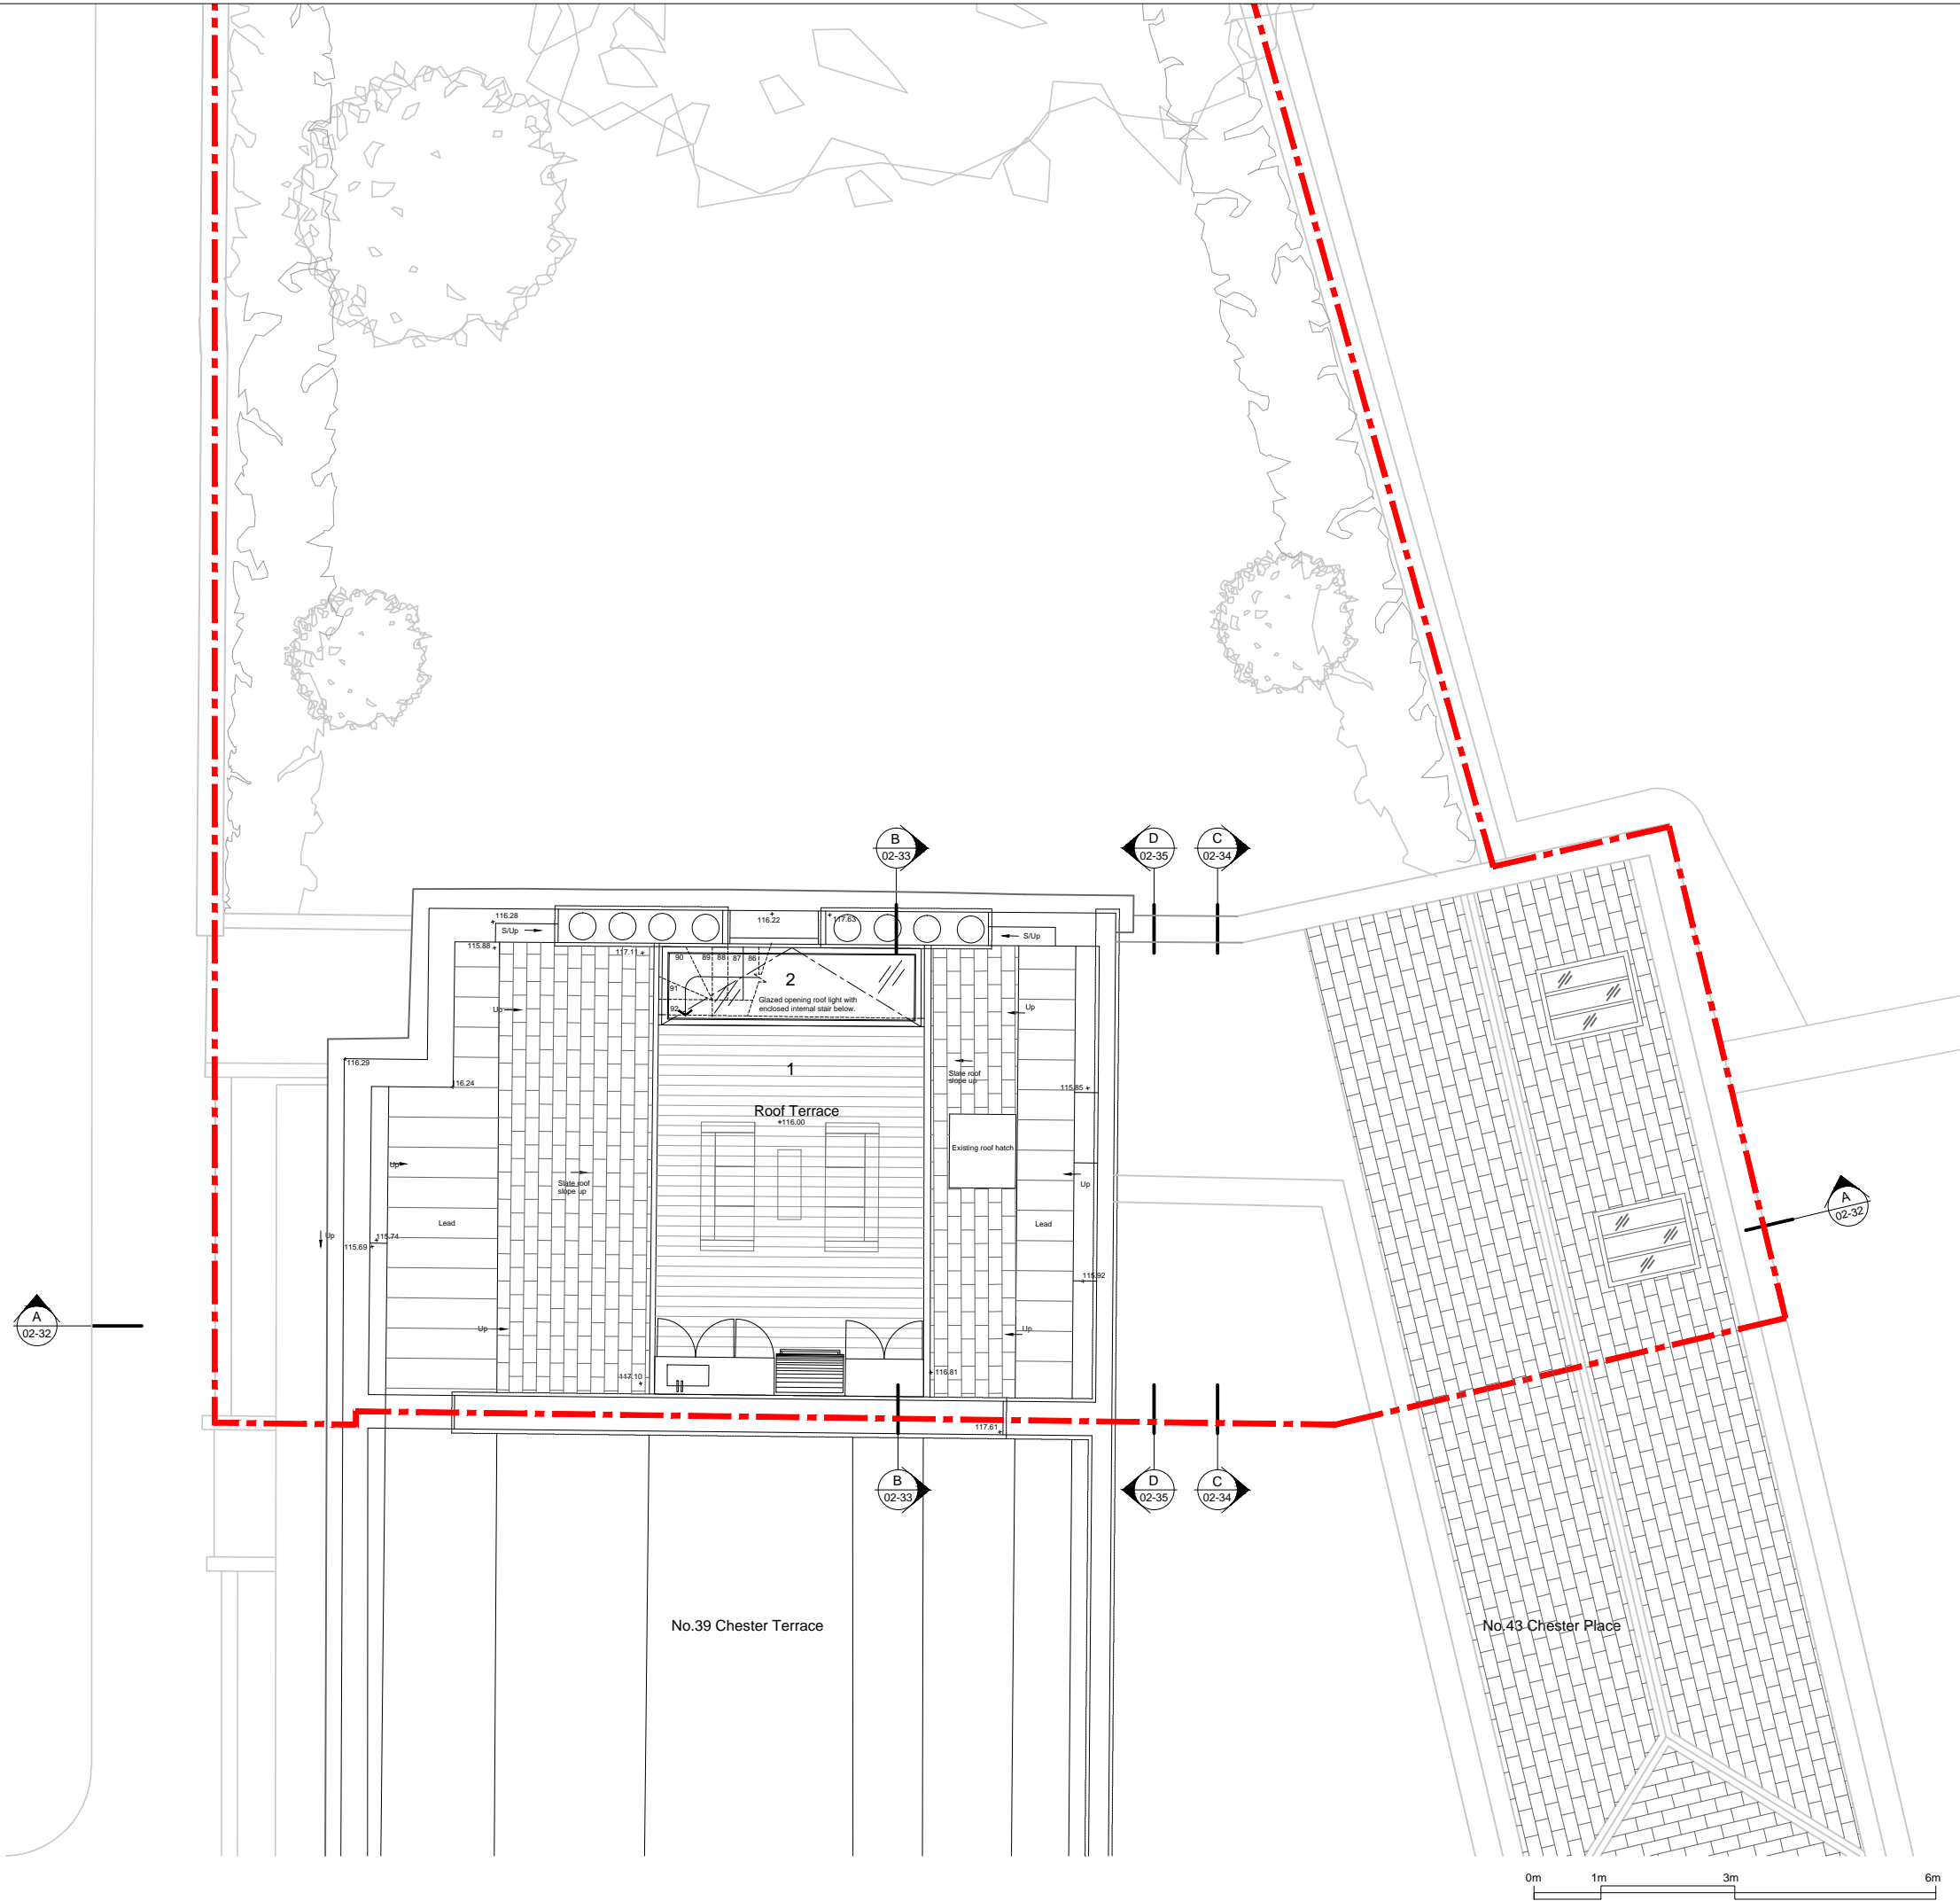 B
02-33
D
02-35
C
02-34
116.28
116.22
117.63
S/Up
S/Up
115.88
117.11
90
89
88
87
86
2
91
Glazed opening roof light with
enclosed internal stair below.
92
Up
Up
116.29
1
Slate roof
slope up
116.24
115.85
Roof Terrace
116.00
Existing roof hatch
Up
Slate roof
slope up
Up
A
02-32
Lead
Lead
Up
115.74
115.69
115.92
A
02-32
Up
Up
116.81
117.10
117.61
B
02-33
D
02-35
C
02-34
No.39 Chester Terrace
No.43 Chester Place
0m
1m
3m
6m